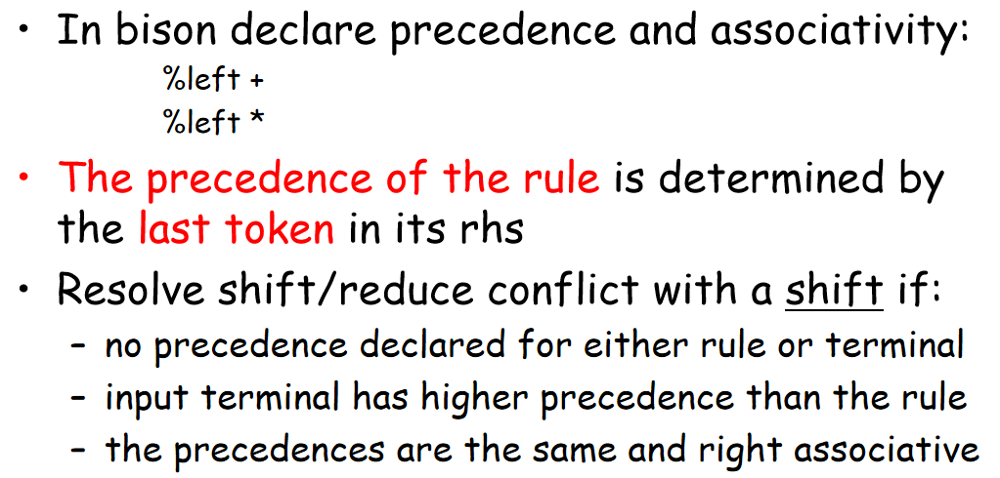 • In bison declare precedence and associativity:
%left +
%left *
• The precedence of the rule is determined by
the last token in its rhs
• Resolve shift/reduce conflict with a shift if:
– no precedence declared for either rule or terminal
– input terminal has higher precedence than the rule
– the precedences are the same and right associative